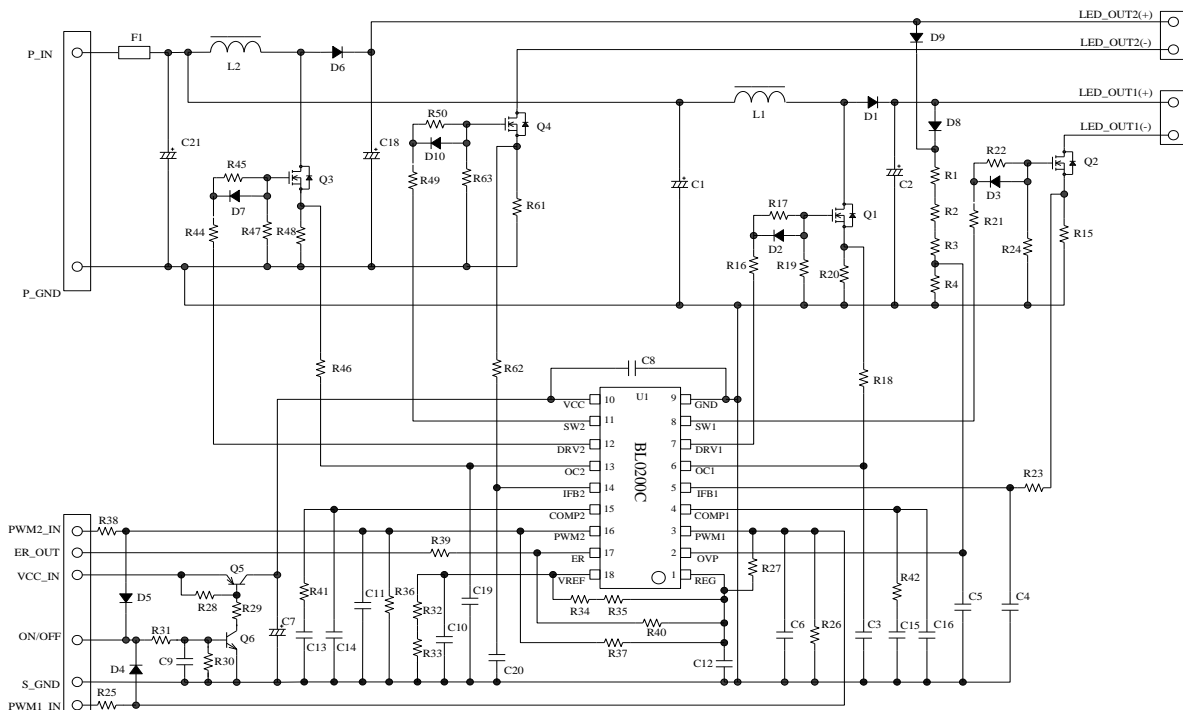 LED_OUT2(+)
F1
D9
P_IN
LED_OUT2(-)
L2
D6
LED_OUT1(+)
L1
D1
R50
Q4
D8
LED_OUT1(-)
C21
C18
D10
R22
Q2
R45
R49
R63
R1
D3
Q3
C1
C2
D7
R61
R17
R2
R21
Q1
R44
R47
R48
D2
R3
R24
R15
R16
R19
R20
R4
P_GND
R46
R62
C8
R18
U1
BL0200C
10
VCC
9
GND
11
SW2
8
SW1
12
DRV2
7
DRV1
13
OC2
6
OC1
14
IFB2
5
IFB1
R23
15
COMP2
4
COMP1
16
PWM2
3
PWM1
17
ER
2
OVP
18
VREF
1
REG
PWM2_IN
R38
ER_OUT
R39
VCC_IN
Q5
R27
R28
R41
C11
R36
C19
R42
D5
R29
R32
R34
R35
C5
C4
ON/OFF
R31
Q6
C7
R40
R26
D4
C9
R30
C13
C14
R33
C10
R37
C6
C3
C15
C16
C20
C12
S_GND
R25
PWM1_IN